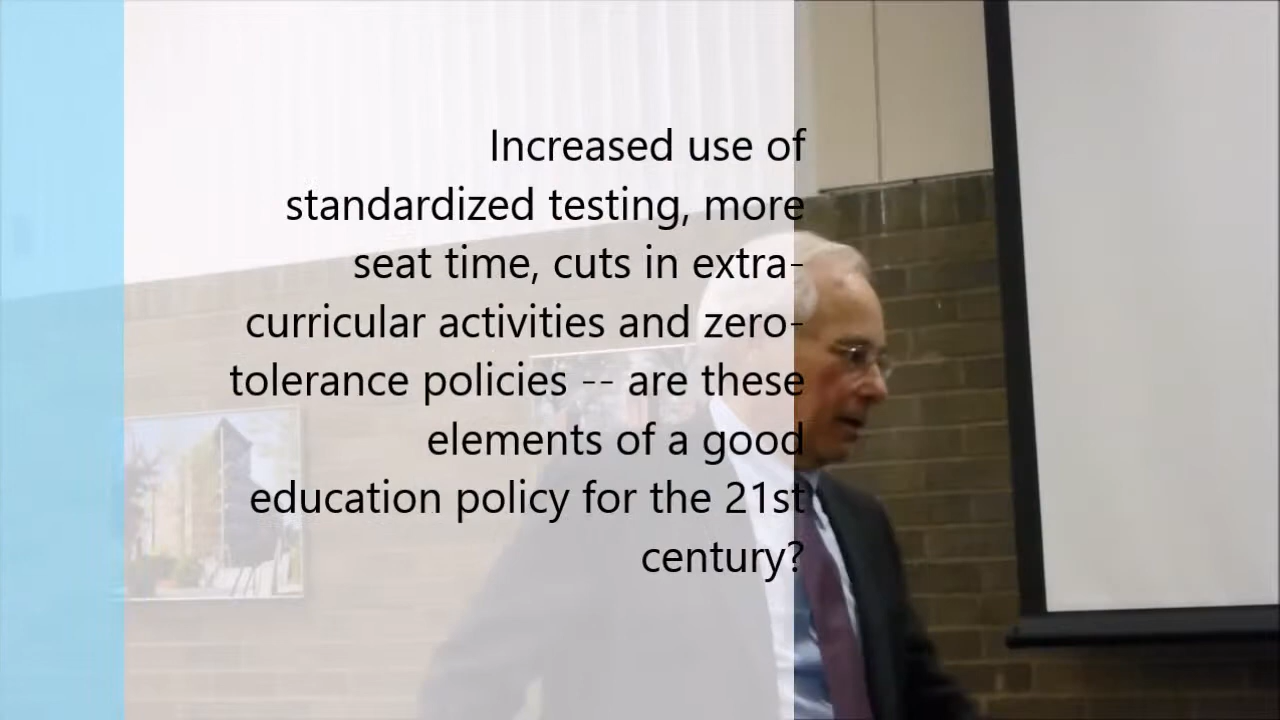 Increased use of
standardized testing, more
seat time, cuts in extra-
curricular activities and zero-
tolerance policies -- are these
elements of a good
education policy for the 21st
century?